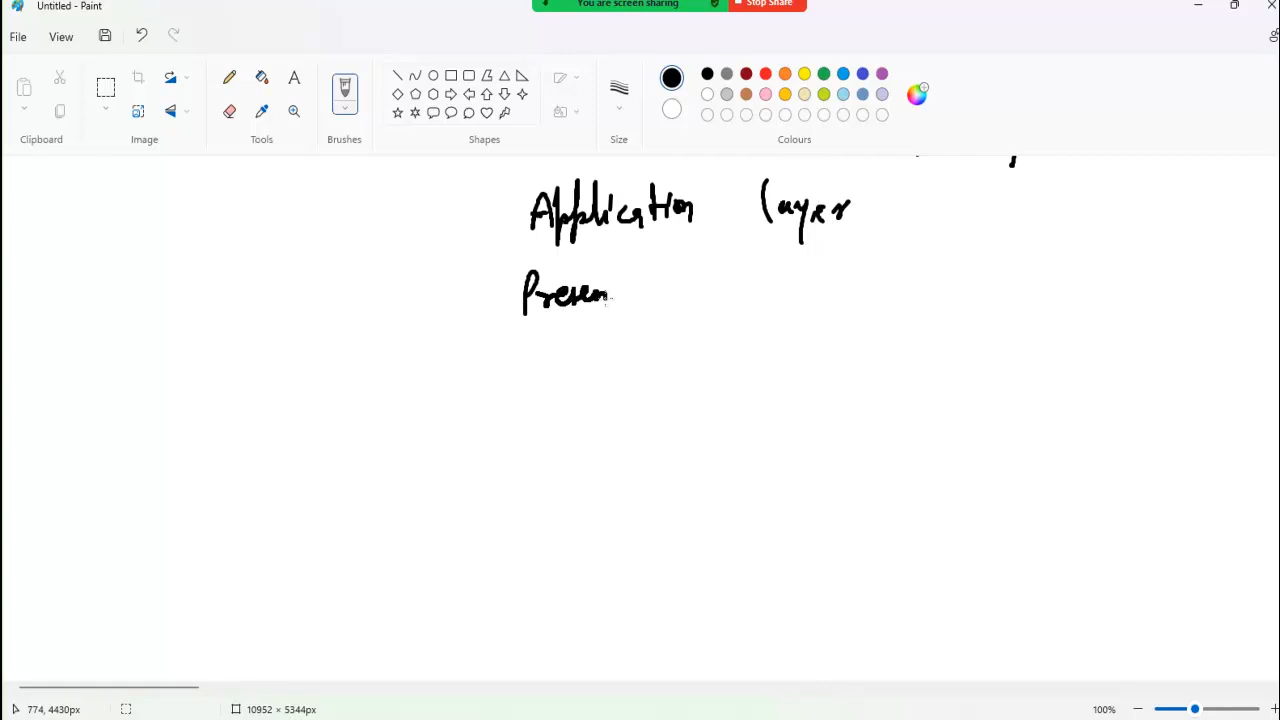 Untitled - Paint
You are screen sharing
Stop Share
File View
Clipboard Image Tools Brushes Shapes Size Colours
Application Layer
Presen
774, 4430px
10952 × 5344px
100%